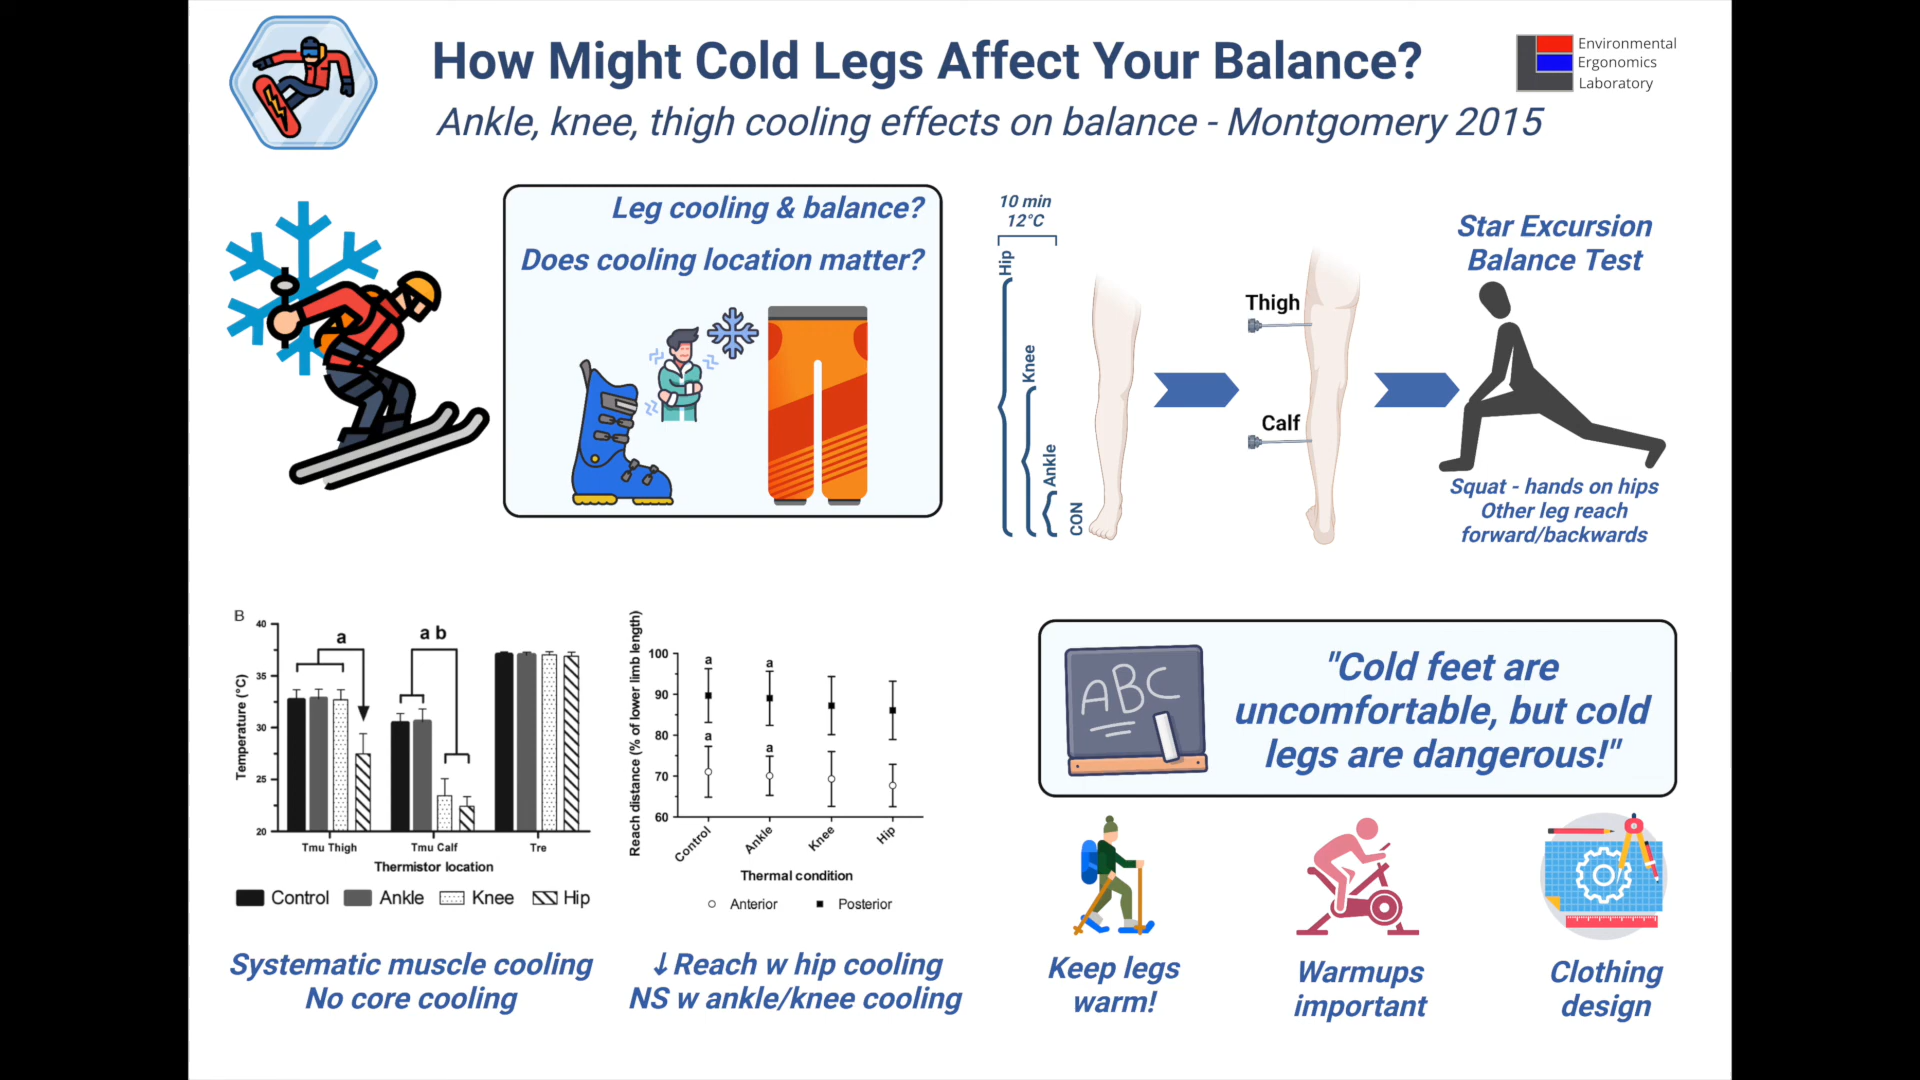 How Might Cold Legs Affect Your Balance?
Ankle, knee, thigh cooling effects on balance - Montgomery 2015
Environmental
Ergonomics
Laboratory
Leg cooling & balance?
Does cooling location matter?
10 min
12°C
Hip
Knee
Ankle
CON
Thigh
Calf
Star Excursion
Balance Test
Squat - hands on hips
Other leg reach
forward/backwards
B
Temperature (°C)
40
35
30
25
20
a
a b
Tmu Thigh
Tmu Calf
Tre
Thermistor location
Control
Ankle
Knee
Hip
Systematic muscle cooling
No core cooling
Reach distance (% of lower limb length)
100
90
80
70
60
a
a
a
a
Control
Ankle
Knee
Hip
Thermal condition
Anterior
Posterior
↓Reach w hip cooling
NS w ankle/knee cooling
ABC
"Cold feet are
uncomfortable, but cold
legs are dangerous!"
Keep legs
warm!
Warmups
important
Clothing
design